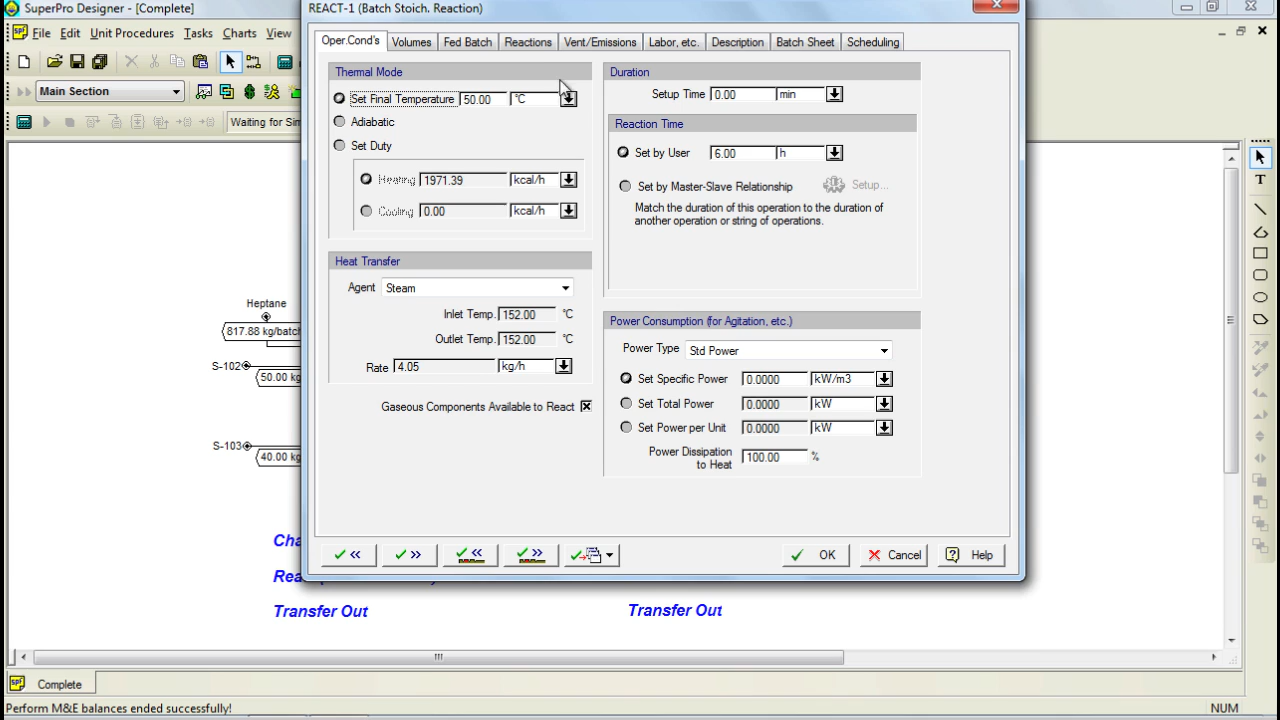 SuperPro Designer - [Complete]
REACT-1 (Batch Stoich. Reaction)
File Edit Unit Procedures Tasks Charts View
Oper.Cond's Volumes Fed Batch Reactions Vent/Emissions Labor, etc. Description Batch Sheet Scheduling
Main Section
Waiting for Sim
Thermal Mode
Set Final Temperature 50.00 °C
Adiabatic
Set Duty
Heating 1971.39 kcal/h
Cooling 0.00 kcal/h
Heat Transfer
Agent Steam
Inlet Temp. 152.00 °C
Outlet Temp. 152.00 °C
Rate 4.05 kg/h
Gaseous Components Available to React
Duration
Setup Time 0.00 min
Reaction Time
Set by User 6.00 h
Set by Master-Slave Relationship Setup...
Match the duration of this operation to the duration of
another operation or string of operations.
Power Consumption (for Agitation, etc.)
Power Type Std Power
Set Specific Power 0.0000 kW/m3
Set Total Power 0.0000 kW
Set Power per Unit 0.0000 kW
Power Dissipation
to Heat 100.00 %
OK Cancel Help
Heptane
817.88 kg/batch
S-102
50.00 kg
S-103
40.00 kg
Cha
Rea
Transfer Out
Transfer Out
Complete
Perform M&E balances ended successfully!
NUM